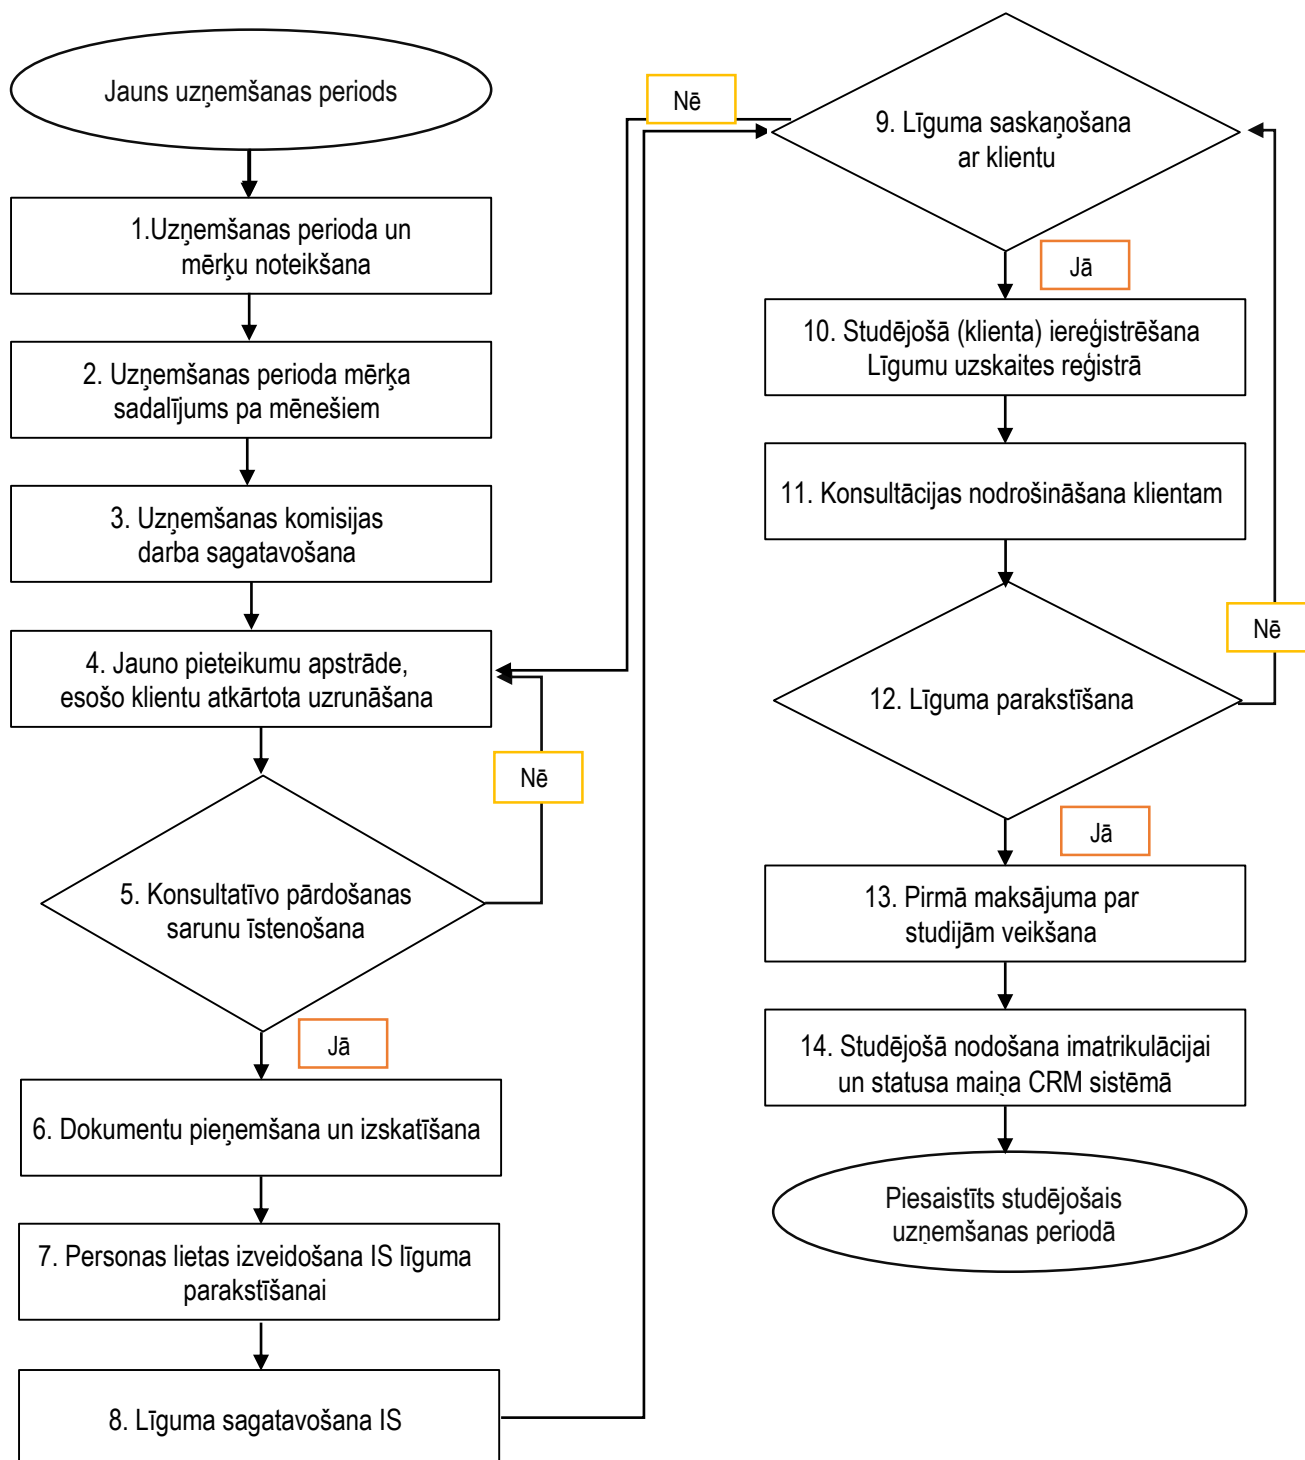 Jauns uzņemšanas periods
1.Uzņemšanas perioda un
mērķu noteikšana
2. Uzņemšanas perioda mērķa
sadalījums pa mēnešiem
3. Uzņemšanas komisijas
darba sagatavošana
4. Jauno pieteikumu apstrāde,
esošo klientu atkārtota uzrunāšana
Nē
5. Konsultatīvo pārdošanas
sarunu īstenošana
Jā
6. Dokumentu pieņemšana un izskatīšana
7. Personas lietas izveidošana IS līguma
parakstīšanai
8. Līguma sagatavošana IS
Nē
9. Līguma saskaņošana
ar klientu
Jā
10. Studējošā (klienta) iereģistrēšana
Līgumu uzskaites reģistrā
11. Konsultācijas nodrošināšana klientam
Nē
12. Līguma parakstīšana
Jā
13. Pirmā maksājuma par
studijām veikšana
14. Studējošā nodošana imatrikulācijai
un statusa maiņa CRM sistēmā
Piesaistīts studējošais
uzņemšanas periodā